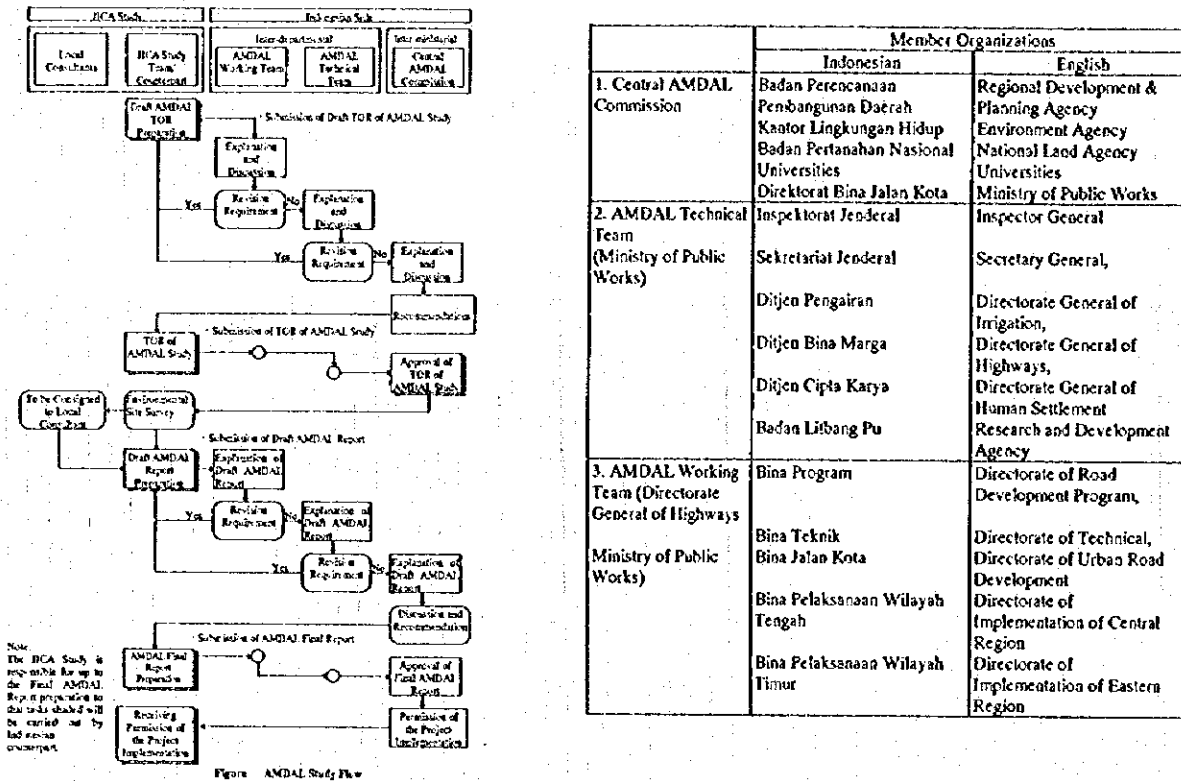 JICA Study
Indonesian Side
Inter-departmental
Inter-ministerial
Local
Consultants
JICA Study
Team/
Counterpart
AMDAL
Working Team
AMDAL
Technical
Team
Central
AMDAL
Commission
Draft AMDAL
TOR
Preparation
· Submission of Draft TOR of AMDAL Study
Explanation
and
Discussion
Yes
Revision
Requirement
No
Explanation
and
Discussion
Yes
Revision
Requirement
No
Explanation
and
Discussion
Recommendations
· Submission of TOR of AMDAL Study
TOR of
AMDAL Study
Approval of
TOR of
AMDAL Study
To be Consigned
to Local
Environmental
Site Survey
· Submission of Draft AMDAL Report
Draft AMDAL
Report
Preparation
Explanation
of Draft AMDAL
Report
Yes
Revision
Requirement
No
Explanation of
Draft AMDAL
Report
Yes
Revision
Requirement
No
Explanation of
Draft AMDAL
Report
Discussion and
Recommendation
· Submission of AMDAL Final Report
AMDAL Final
Report
Preparation
Approval of
Final AMDAL
Report
Receiving
Permission of
the Project
Implementation
Permission of
the Project
Implementation
Note:
The JICA Study is
responsible for up to
the Final AMDAL
Report preparation so
that tasks shaded will
be carried out by
Indonesian
counterpart.
Figure AMDAL Study Flow
Member Organizations
Indonesian English
1. Central AMDAL
Commission
Badan Perencanaan
Pembangunan Daerah
Kantor Lingkungan Hidup
Badan Pertanahan Nasional
Universities
Direktorat Bina Jalan Kota
Regional Development &
Planning Agency
Environment Agency
National Land Agency
Universities
Ministry of Public Works
2. AMDAL Technical
Team
(Ministry of Public
Works)
Inspektorat Jenderal
Inspector General
Sekretariat Jenderal
Secretary General,
Ditjen Pengairan
Directorate General of
Irrigation,
Ditjen Bina Marga
Directorate General of
Highways,
Ditjen Cipta Karya
Directorate General of
Human Settlement
Badan Litbang Pu
Research and Development
Agency
3. AMDAL Working
Team (Directorate
General of Highways
Ministry of Public
Works)
Bina Program
Directorate of Road
Development Program,
Bina Teknik
Directorate of Technical,
Bina Jalan Kota
Directorate of Urban Road
Development
Bina Pelaksanaan Wilayah
Tengah
Directorate of
Implementation of Central
Region
Bina Pelaksanaan Wilayah
Timur
Directorate of
Implementation of Eastern
Region